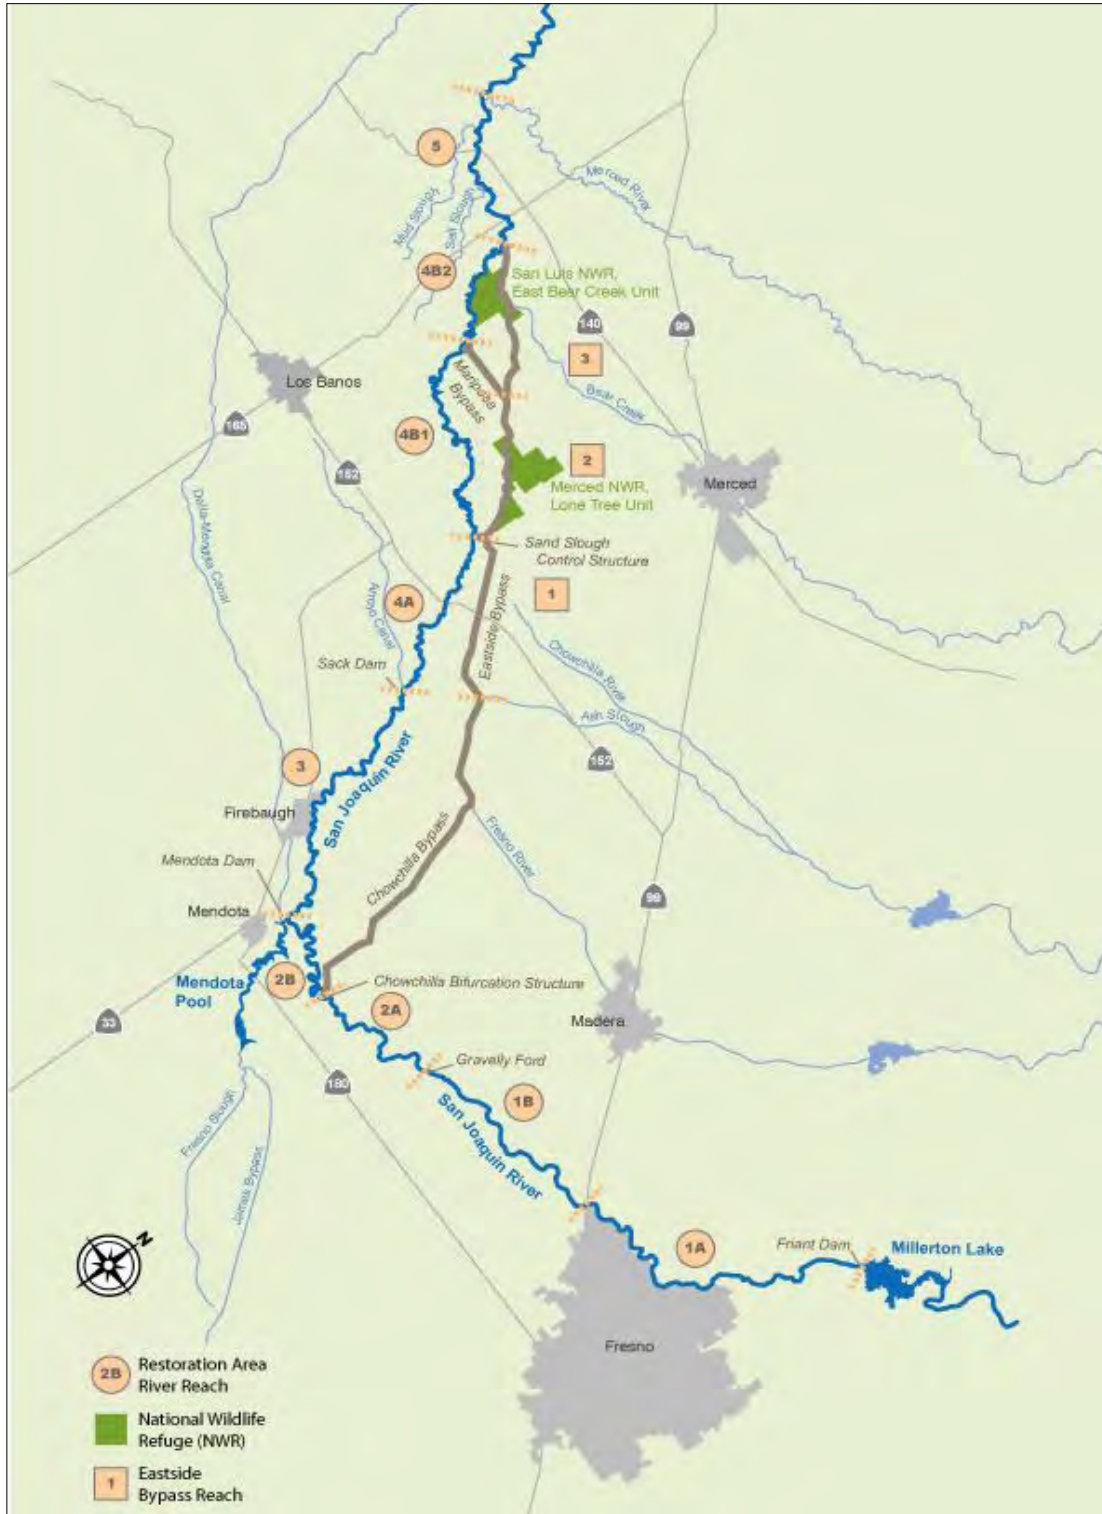 5
Merced River
Mud Slough
Salt Slough
4B2
San Luis NWR,
East Bear Creek Unit
140
99
3
Los Banos
Mariposa
Bypass
Bear Creek
165
4B1
152
2
Merced
Merced NWR,
Lone Tree Unit
Delta-Mendota Canal
Sand Slough
Control Structure
4A
Arroyo Canal
Eastside Bypass
1
Sack Dam
Chowchilla River
Ash Slough
3
San Joaquin River
152
Firebaugh
Chowchilla Bypass
Fresno River
Mendota Dam
99
Mendota
Mendota
Pool
2B
Chowchilla Bifurcation Structure
2A
33
Madera
Gravelly Ford
180
1B
San Joaquin River
Fresno Slough
James Bypass
N
1A
Friant Dam
Millerton Lake
Fresno
2B
Restoration Area
River Reach
National Wildlife
Refuge (NWR)
1
Eastside
Bypass Reach